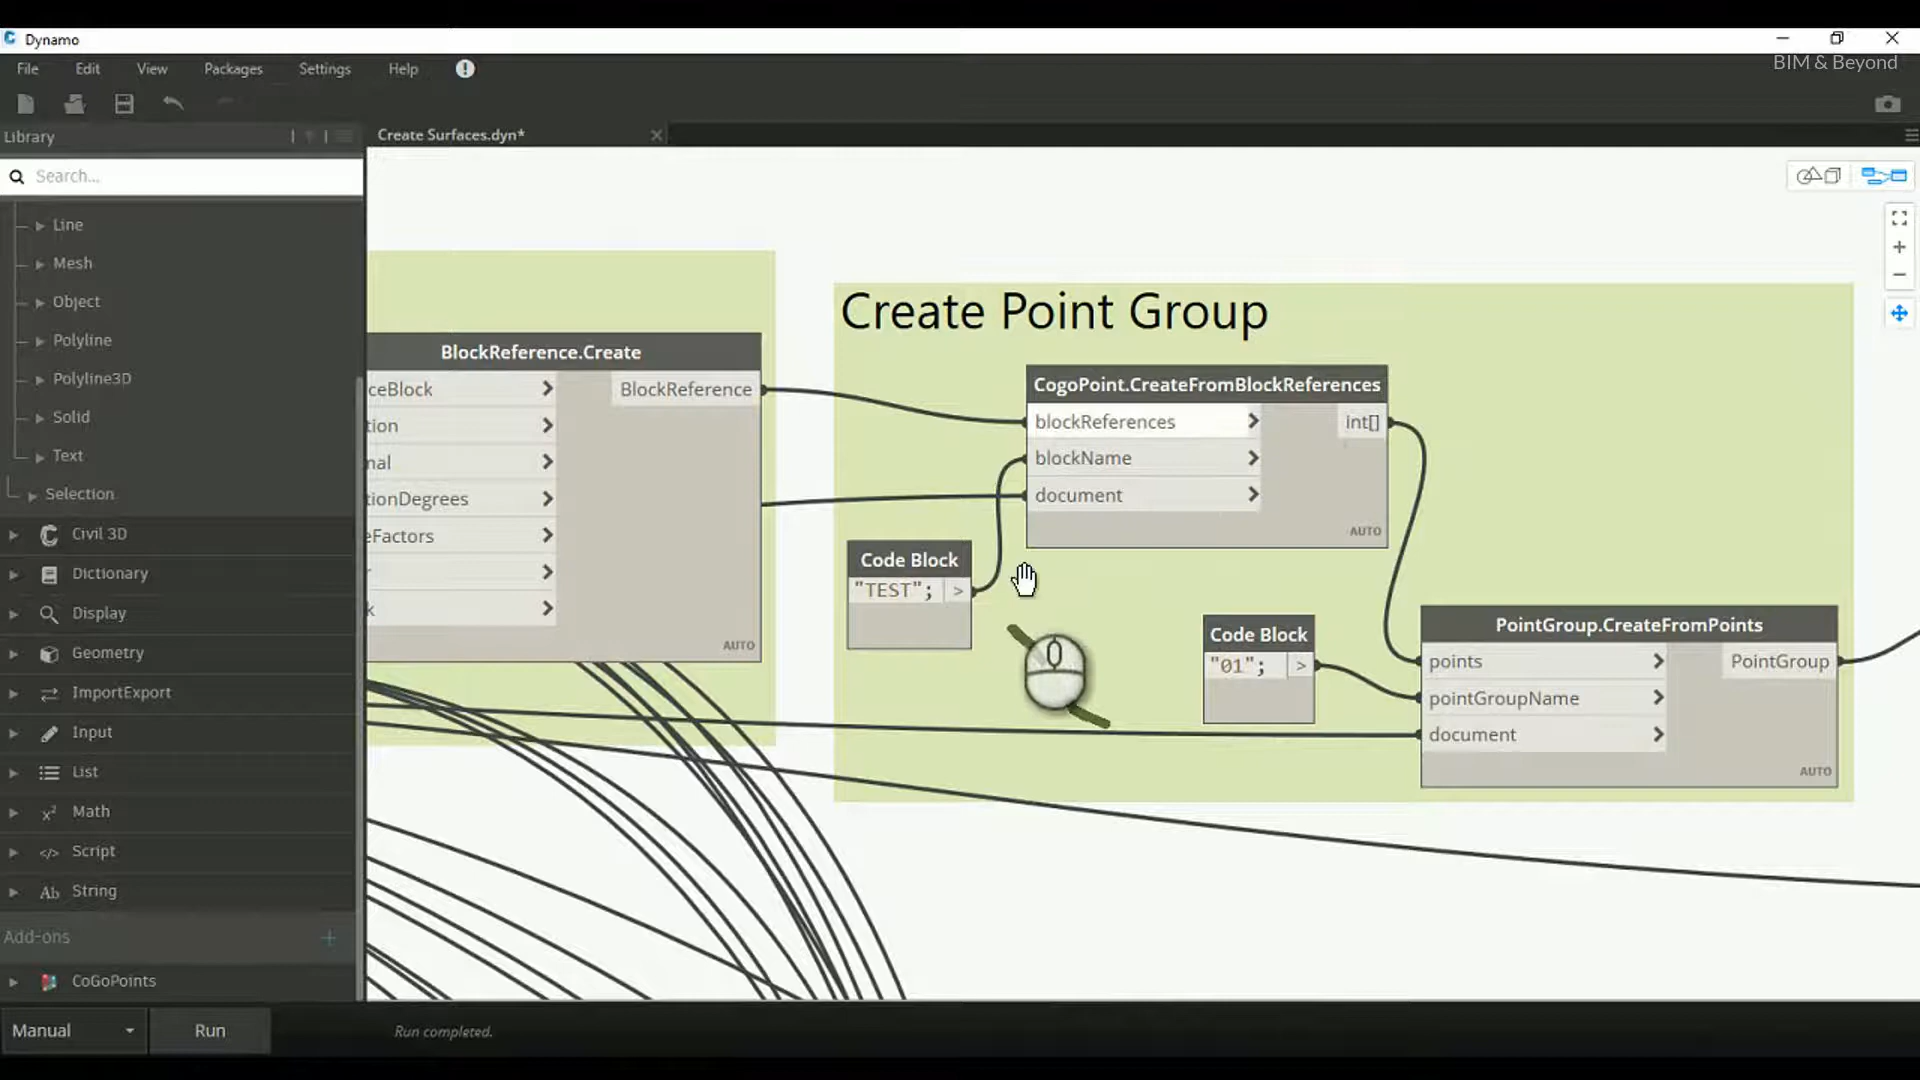 Dynamo
BIM & Beyond
File Edit View Packages Settings Help
Library
Create Surfaces.dyn*
Search...
Line
Mesh
Object
Polyline
Polyline3D
Solid
Text
Selection
Civil 3D
Dictionary
Display
Geometry
ImportExport
Input
List
Math
Script
String
Add-ons
CoGoPoints
BlockReference.Create
ceBlock
BlockReference
tion
nal
tionDegrees
eFactors
r
k
AUTO
Create Point Group
CogoPoint.CreateFromBlockReferences
blockReferences
int[]
blockName
document
AUTO
Code Block
"TEST"; >
Code Block
"01"; >
PointGroup.CreateFromPoints
points
PointGroup
pointGroupName
document
AUTO
Manual
Run
Run completed.